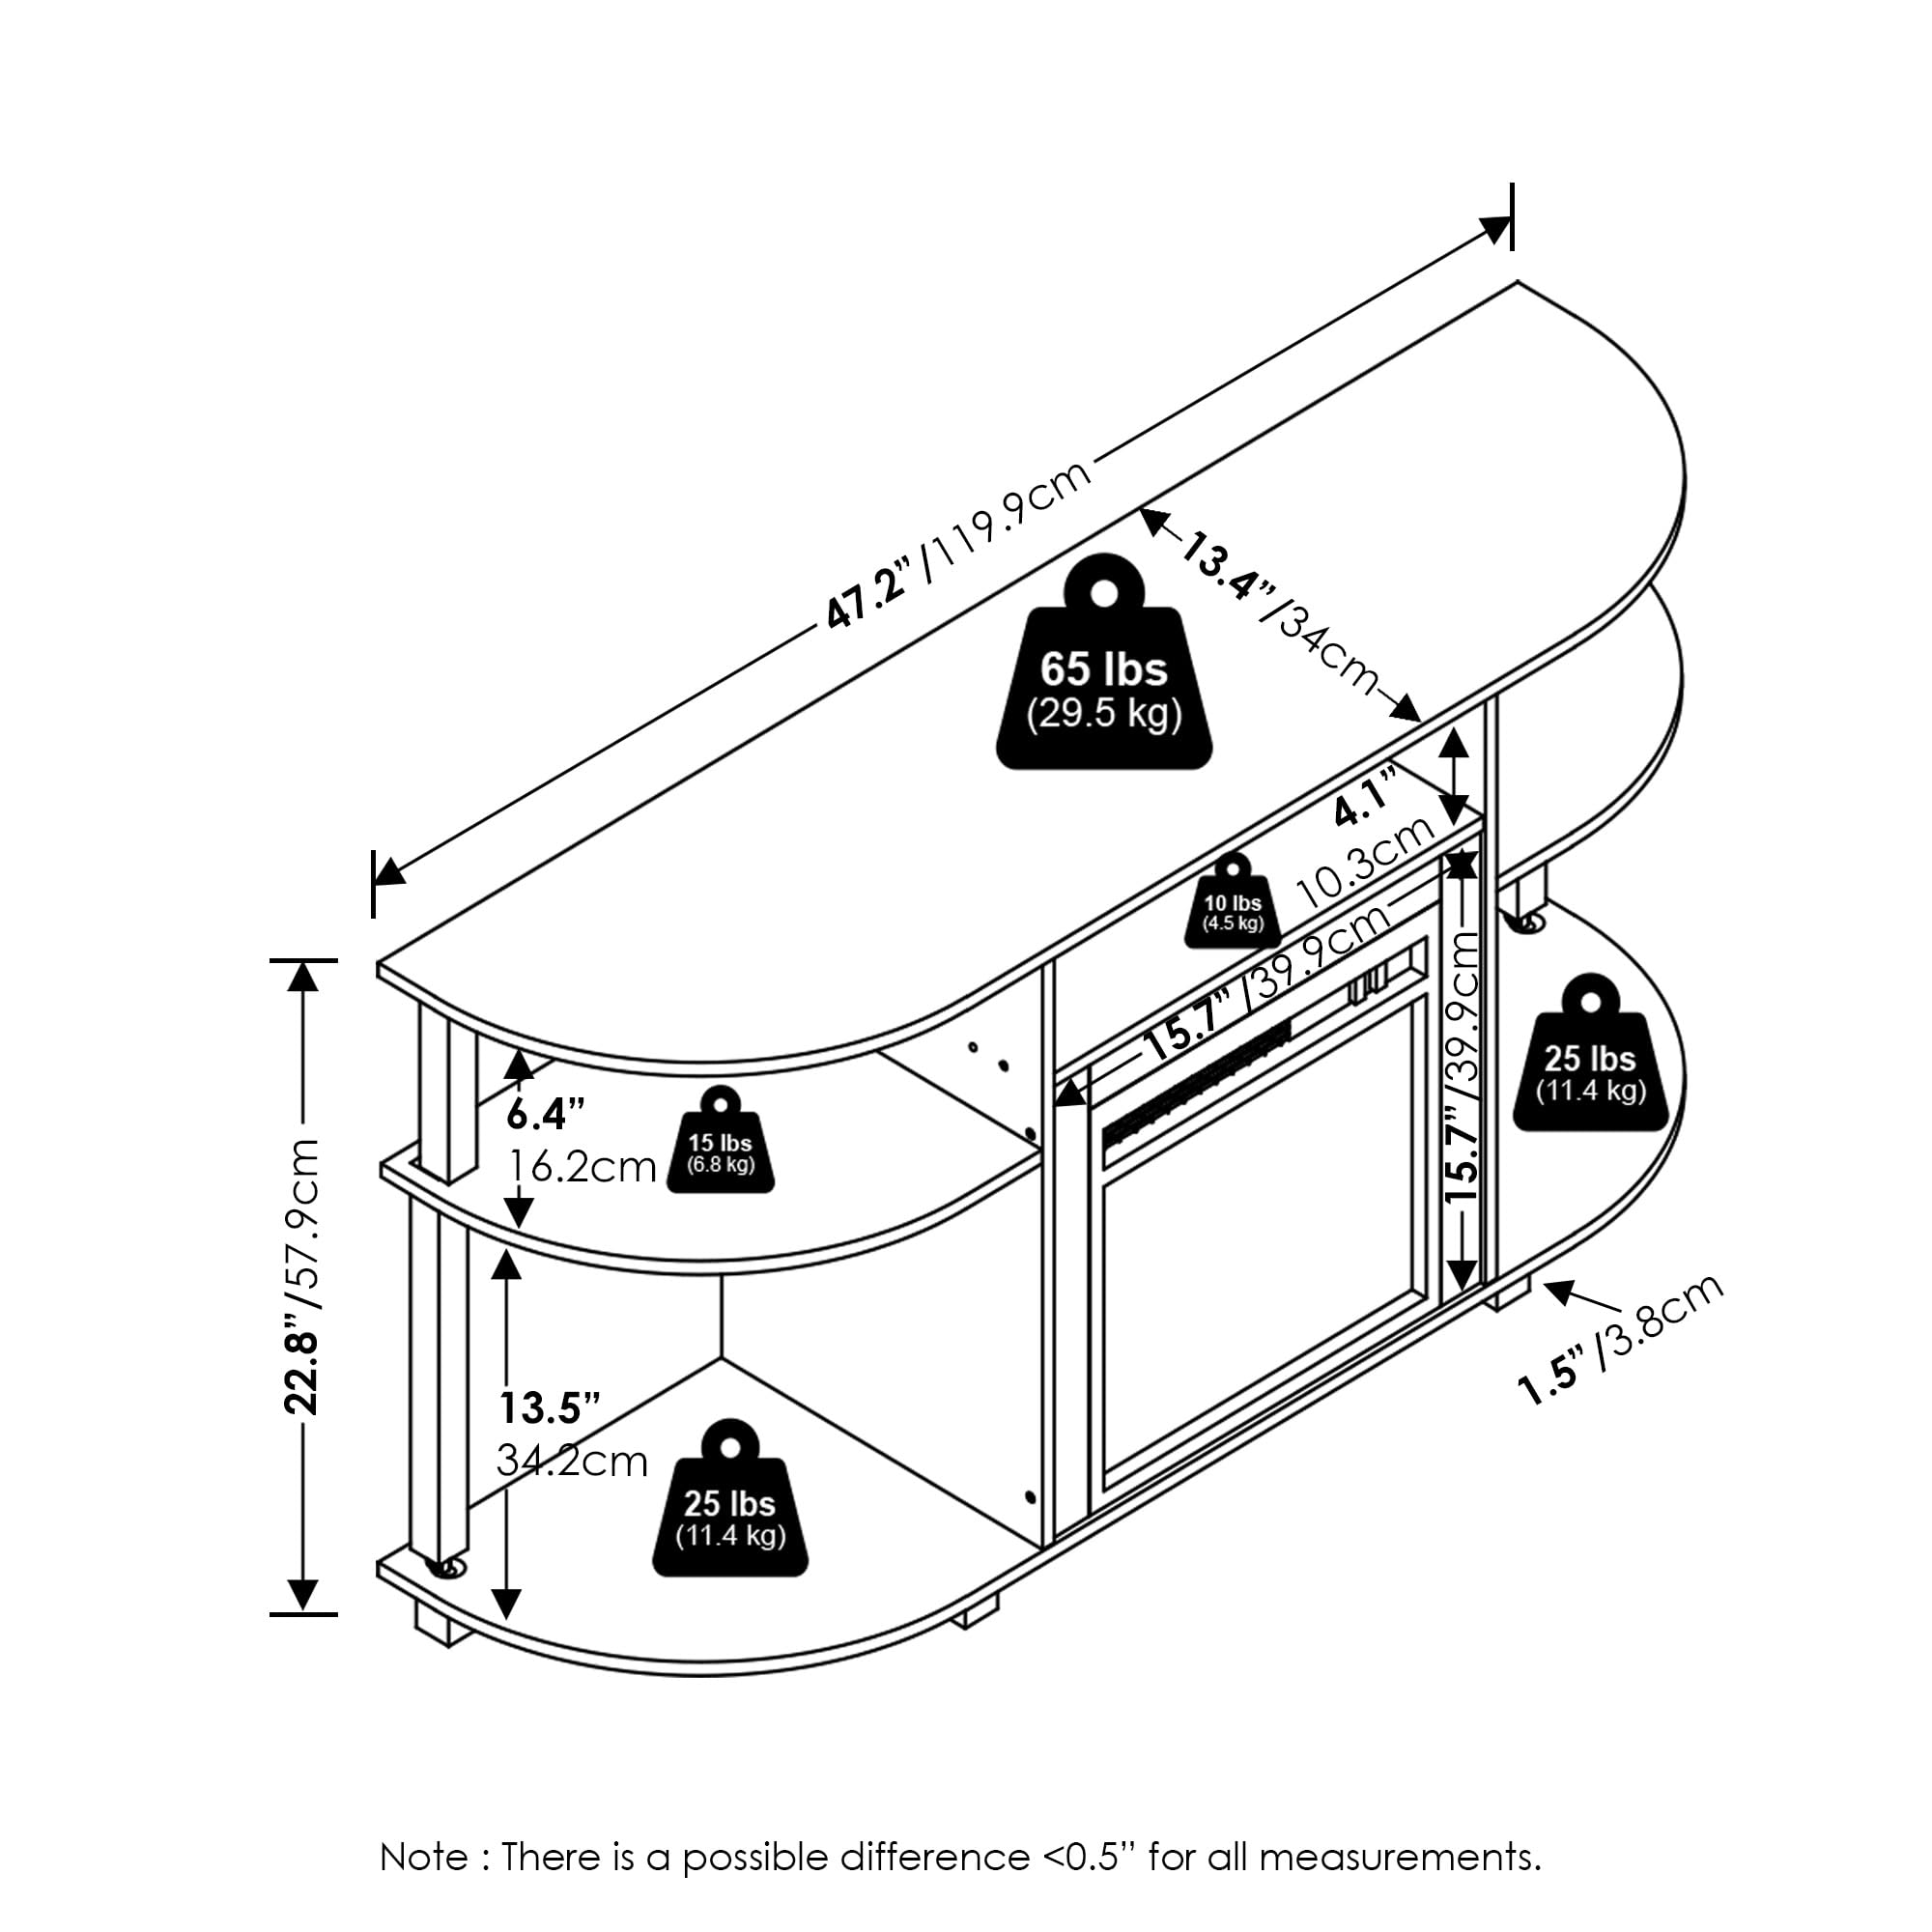 47.2”/119.9cm
13.4”/34cm
65 lbs
(29.5 kg)
4.1”
10.3cm
10 lbs
(4.5 kg)
15.7”/39.9cm
15.7”/39.9cm
25 lbs
(11.4 kg)
6.4”
16.2cm
15 lbs
(6.8 kg)
22.8”/57.9cm
13.5”
34.2cm
25 lbs
(11.4 kg)
1.5”/3.8cm
Note : There is a possible difference <0.5” for all measurements.